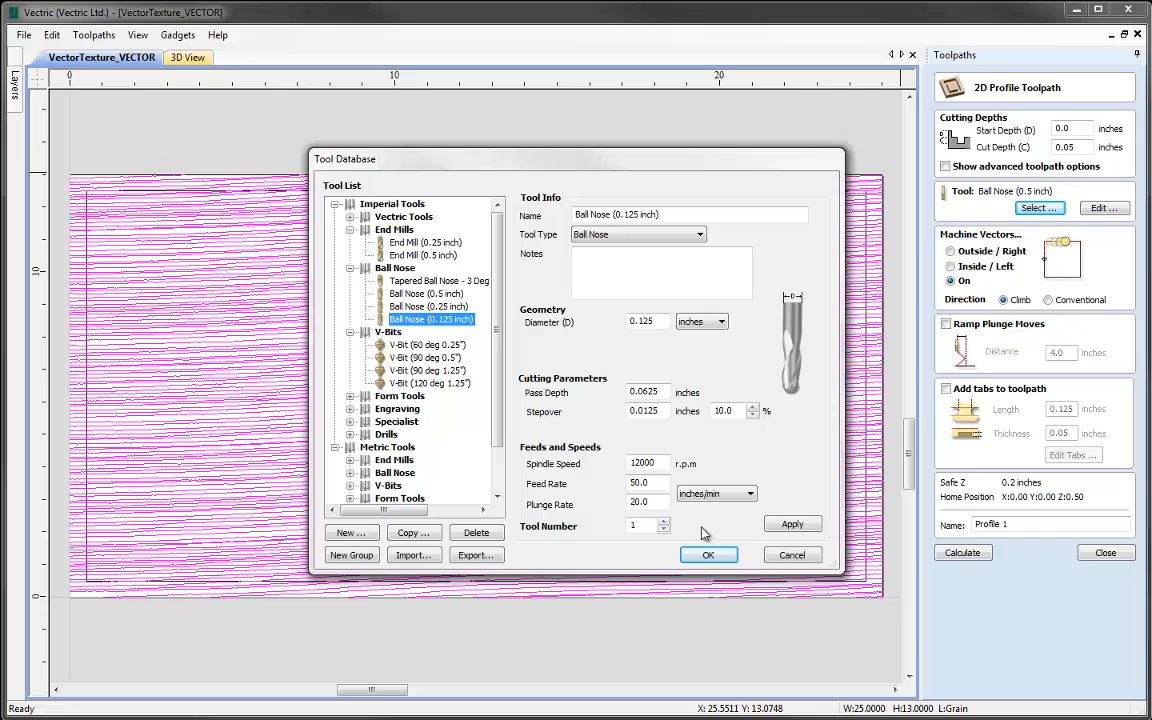 Vectric (Vectric Ltd.) - [VectorTexture_VECTOR]
File Edit Toolpaths View Gadgets Help
VectorTexture_VECTOR 3D View
Layers
0 10 20
10
0
Tool Database
Tool List
Imperial Tools
Vectric Tools
End Mills
End Mill (0.25 inch)
End Mill (0.5 inch)
Ball Nose
Tapered Ball Nose - 3 Deg
Ball Nose (0.5 inch)
Ball Nose (0.25 inch)
Ball Nose (0.125 inch)
V-Bits
V-Bit (60 deg 0.25")
V-Bit (90 deg 0.5")
V-Bit (90 deg 1.25")
V-Bit (120 deg 1.25")
Form Tools
Engraving
Specialist
Drills
Metric Tools
End Mills
Ball Nose
V-Bits
Form Tools
New ... Copy ... Delete
New Group Import... Export...
Tool Info
Name Ball Nose (0.125 inch)
Tool Type Ball Nose
Notes
Geometry
Diameter (D) 0.125 inches
D
Cutting Parameters
Pass Depth 0.0625 inches
Stepover 0.0125 inches 10.0 %
Feeds and Speeds
Spindle Speed 12000 r.p.m
Feed Rate 50.0
inches/min
Plunge Rate 20.0
Tool Number 1 Apply
OK Cancel
Toolpaths
2D Profile Toolpath
Cutting Depths
Start Depth (D) 0.0 inches
Cut Depth (C) 0.05 inches
Show advanced toolpath options
Tool: Ball Nose (0.5 inch)
Select ... Edit ...
Machine Vectors...
Outside / Right
Inside / Left
On
Direction Climb Conventional
Ramp Plunge Moves
Distance 4.0 inches
Add tabs to toolpath
Length 0.125 inches
Thickness 0.05 inches
Edit Tabs ...
Safe Z 0.2 inches
Home Position X:0.00 Y:0.00 Z:0.50
Name: Profile 1
Calculate Close
Ready X: 25.5511 Y: 13.0748 W:25.0000 H:13.0000 L:Grain